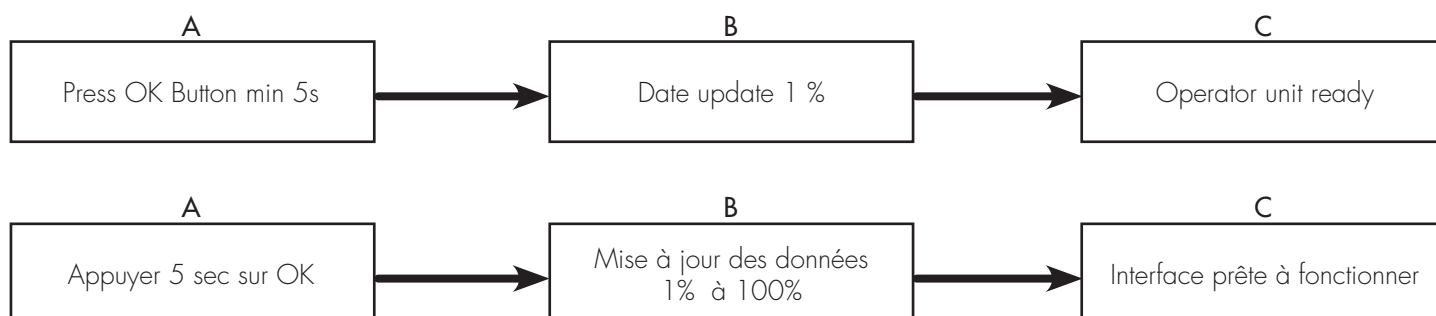 A
B
C
Press OK Button min 5s
Date update 1 %
Operator unit ready
A
B
C
Appuyer 5 sec sur OK
Mise à jour des données
1% à 100%
Interface prête à fonctionner